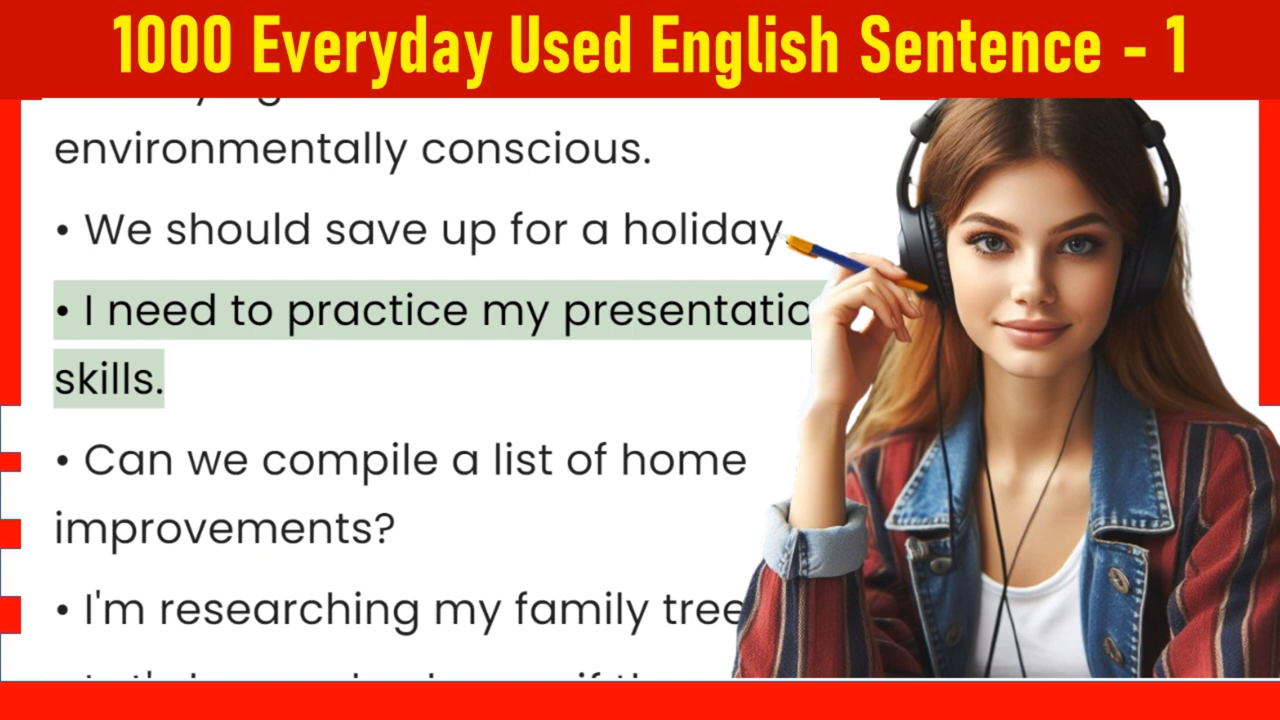 1000 Everyday Used English Sentence - 1
environmentally conscious.
• We should save up for a holiday
• I need to practice my presentatio
skills.
• Can we compile a list of home
improvements?
• I'm researching my family tree